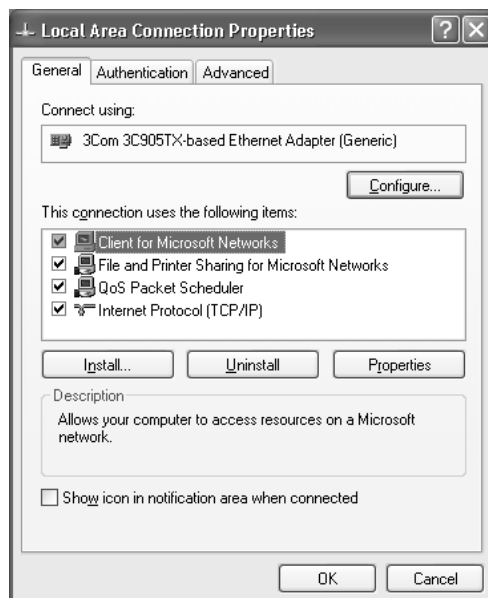 Local Area Connection Properties
General Authentication Advanced
Connect using:
3Com 3C905TX-based Ethernet Adapter (Generic)
Configure...
This connection uses the following items:
Client for Microsoft Networks
File and Printer Sharing for Microsoft Networks
QoS Packet Scheduler
Internet Protocol (TCP/IP)
Install... Uninstall Properties
Description
Allows your computer to access resources on a Microsoft
network.
Show icon in notification area when connected
OK Cancel